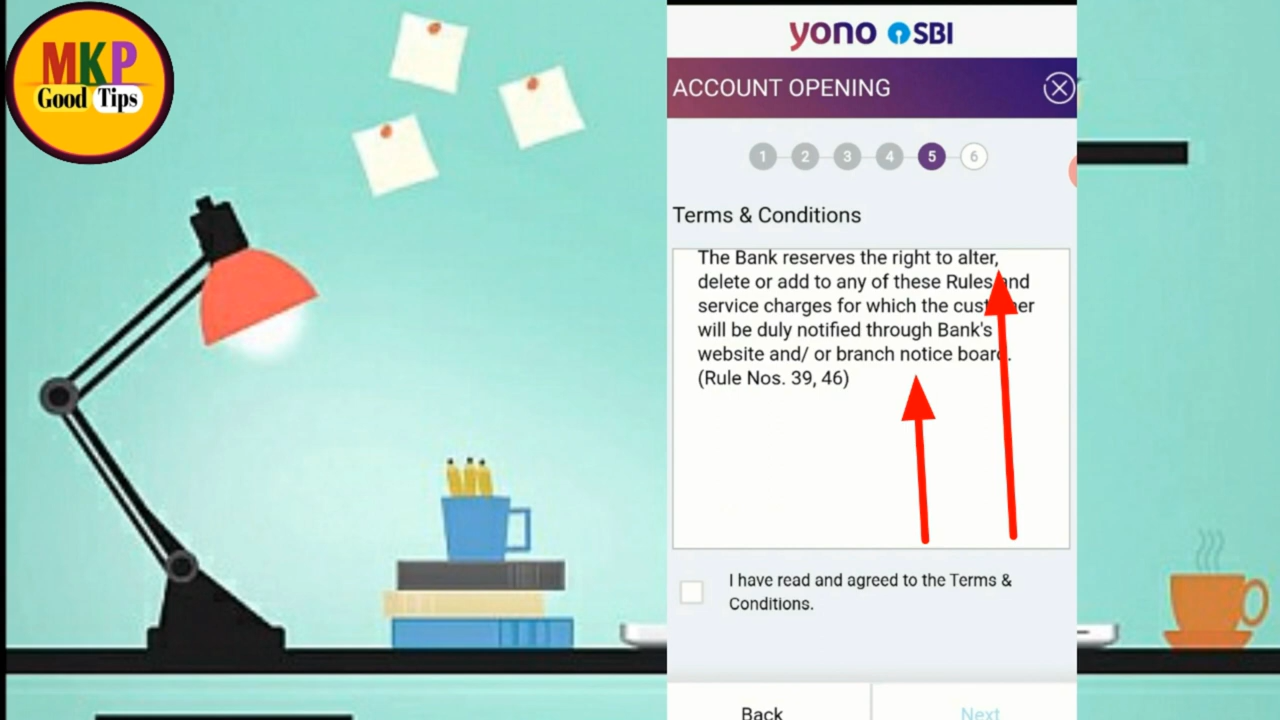 MKP
Good Tips
yono SBI
ACCOUNT OPENING
1 2 3 4 5 6
Terms & Conditions
The Bank reserves the right to alter,
delete or add to any of these Rules and
service charges for which the customer
will be duly notified through Bank's
website and/ or branch notice board.
(Rule Nos. 39, 46)
I have read and agreed to the Terms &
Conditions.
Back Next